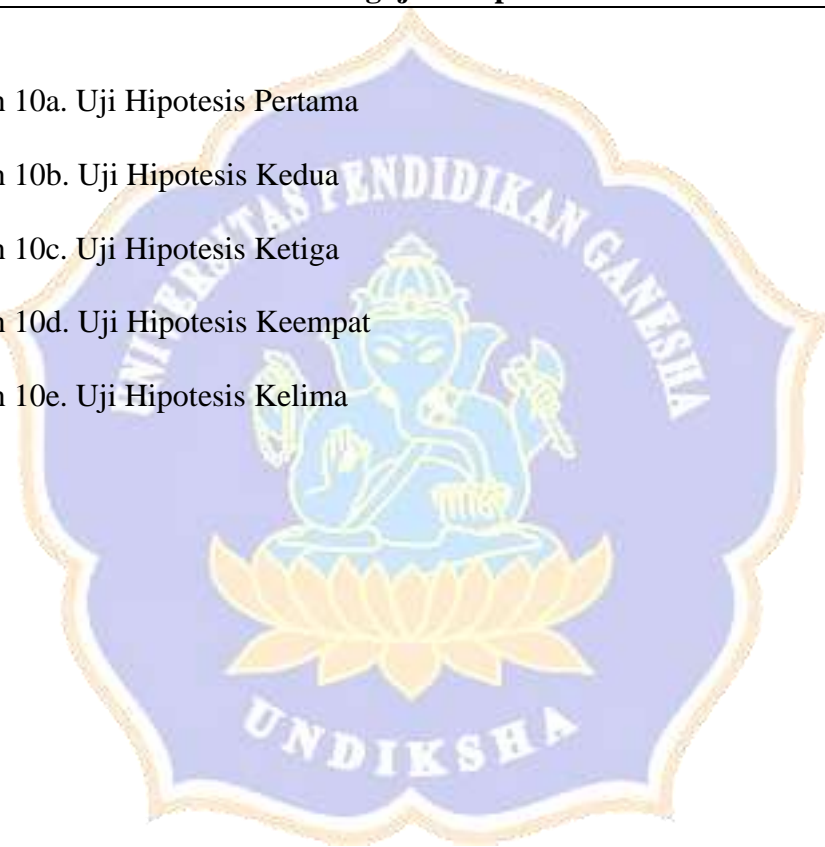 n 10a. Uji Hipotesis Pertama
n 10b. Uji Hipotesis Kedua
n 10c. Uji Hipotesis Ketiga
n 10d. Uji Hipotesis Keempat
n 10e. Uji Hipotesis Kelima
UNIVERSITAS PENDIDIKAN GANESHA
UNDIKSHA